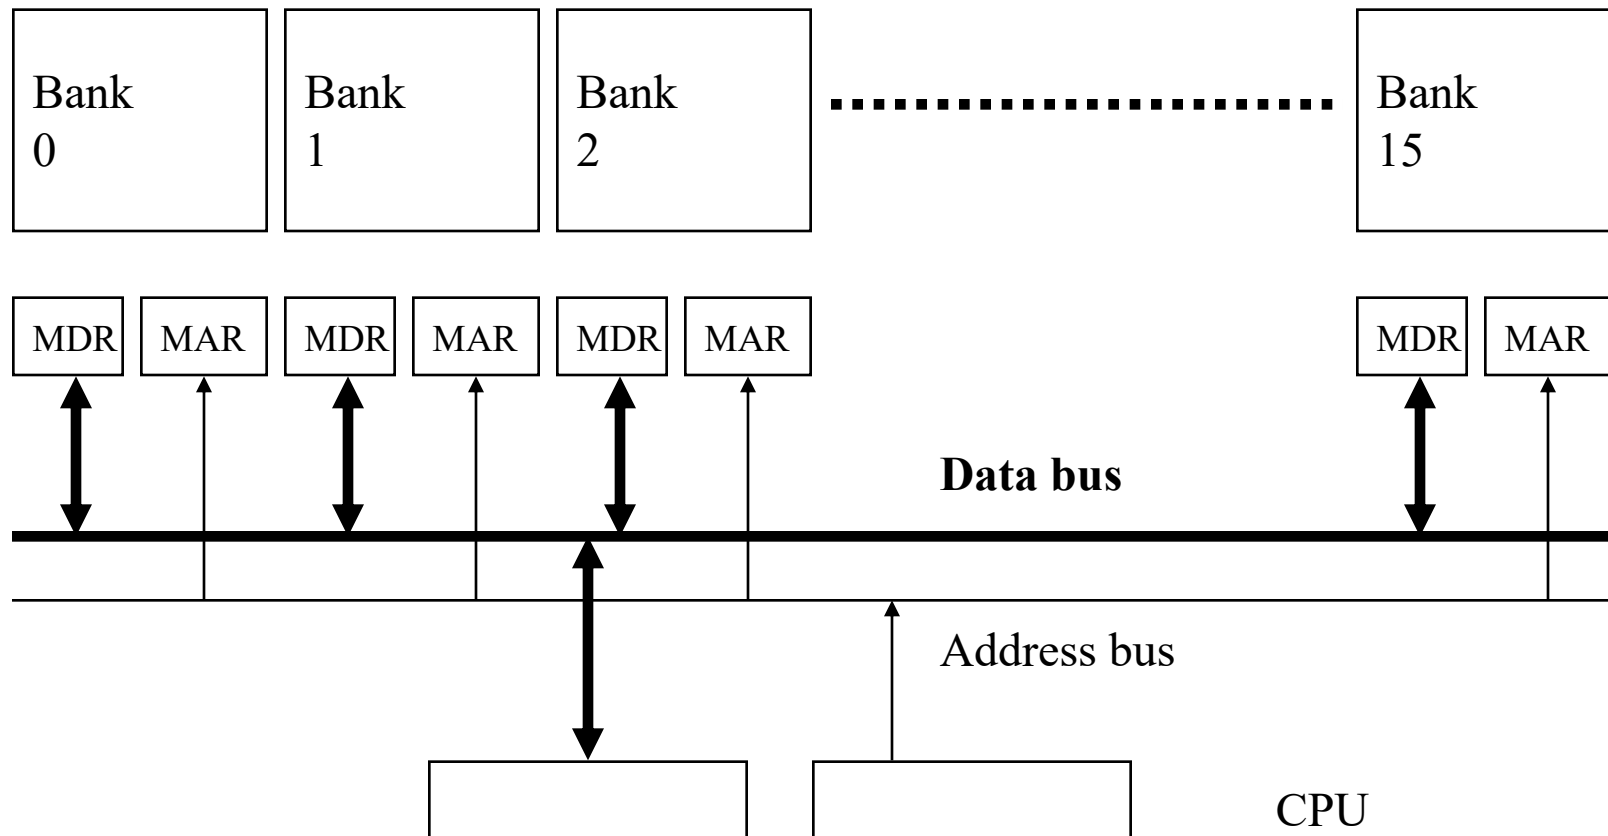 Bank
0
Bank
1
Bank
2
Bank
15
MDR
MAR
MDR
MAR
MDR
MAR
MDR
MAR
Data bus
Address bus
CPU